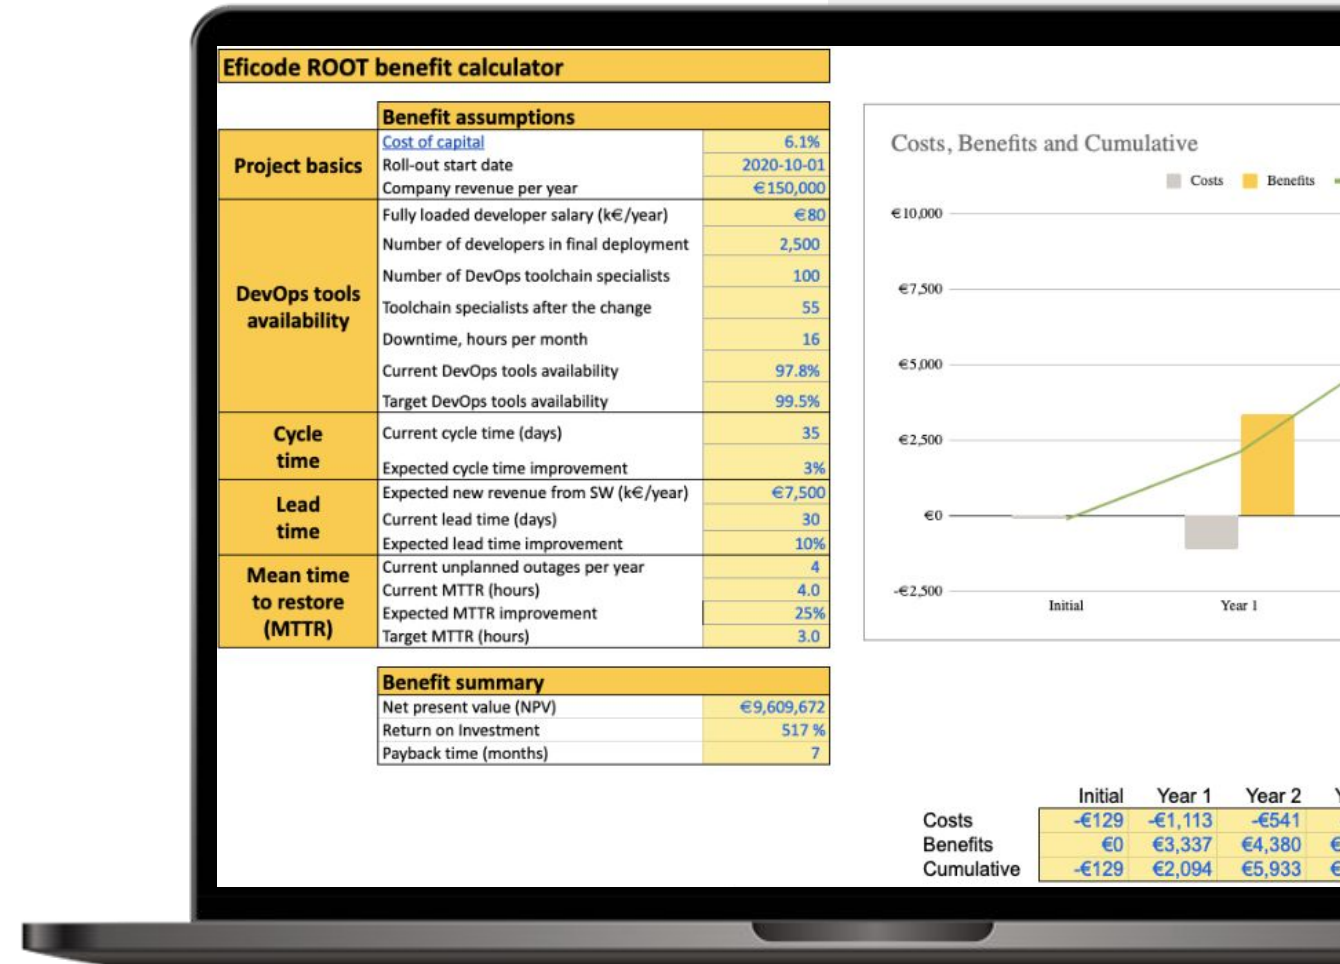 Eficode ROOT benefit calculator
Benefit assumptions
Project basics
Cost of capital 6.1%
Roll-out start date 2020-10-01
Company revenue per year €150,000
DevOps tools
availability
Fully loaded developer salary (k€/year) €80
Number of developers in final deployment 2,500
Number of DevOps toolchain specialists 100
Toolchain specialists after the change 55
Downtime, hours per month 16
Current DevOps tools availability 97.8%
Target DevOps tools availability 99.5%
Cycle
time
Current cycle time (days) 35
Expected cycle time improvement 3%
Lead
time
Expected new revenue from SW (k€/year) €7,500
Current lead time (days) 30
Expected lead time improvement 10%
Mean time
to restore
(MTTR)
Current unplanned outages per year 4
Current MTTR (hours) 4.0
Expected MTTR improvement 25%
Target MTTR (hours) 3.0
Benefit summary
Net present value (NPV) €9,609,672
Return on Investment 517 %
Payback time (months) 7
Costs, Benefits and Cumulative
Costs Benefits
€10,000
€7,500
€5,000
€2,500
€0
-€2,500
Initial Year 1
Initial Year 1 Year 2
Costs -€129 -€1,113 -€541
Benefits €0 €3,337 €4,380
Cumulative -€129 €2,094 €5,933